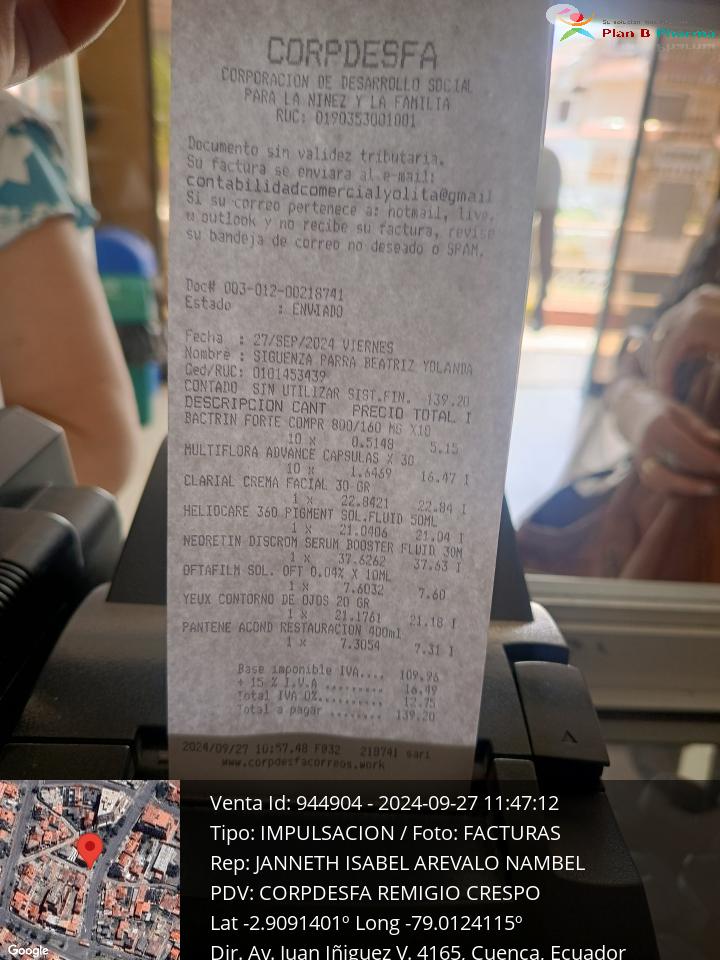 Plan B Pharma
CORPDESFA
CORPORACION DE DESARROLLO SOCIAL
PARA LA NINEZ Y LA FAMILIA
RUC: 0190353001001
Documento sin validez tributaria.
Su factura se enviara al e-mail:
contabilidadcomercialyolita@gmail
Si su correo pertenece a: hotmail, live,
u outlook y no recibe su factura, revise
su bandeja de correo no deseado o SPAM.
Doc# 003-012-00218741
Estado : ENVIADO
Fecha : 27/SEP/2024 VIERNES
Nombre : SIGUENZA PARRA BEATRIZ YOLANDA
Ced/RUC: 0101453439
CONTADO SIN UTILIZAR SIST.FIN. 139.20
DESCRIPCION CANT PRECIO TOTAL I
BACTRIN FORTE COMPR 800/160 MG X10
10 x 0.5148 5.15
MULTIFLORA ADVANCE CAPSULAS X 30
10 x 1.6469 16.47 I
CLARIAL CREMA FACIAL 30 GR
1 x 22.8421 22.84 I
HELIOCARE 360 PIGMENT SOL.FLUID 50ML
1 x 21.0406 21.04 I
NEORETIN DISCROM SERUM BOOSTER FLUID 30M
1 x 37.6262 37.63 I
OFTAFILM SOL. OFT 0.04% X 10ML
1 x 7.6032 7.60
YEUX CONTORNO DE OJOS 20 GR
1 x 21.1761 21.18 I
PANTENE ACOND RESTAURACION 400ml
1 x 7.3054 7.31 I
Base imponible IVA.... 109.96
+ 15 % I.V.A ......... 16.49
Total IVA 0%.......... 12.75
Total a pagar ........ 139.20
2024/09/27 10:57.48 F032 218741 sari
www.corpdesfacorreos.work
Venta Id: 944904 - 2024-09-27 11:47:12
Tipo: IMPULSACION / Foto: FACTURAS
Rep: JANNETH ISABEL AREVALO NAMBEL
PDV: CORPDESFA REMIGIO CRESPO
Lat -2.9091401º Long -79.0124115º
Dir. Av. Juan Iñiguez V. 4165, Cuenca, Ecuador
Google